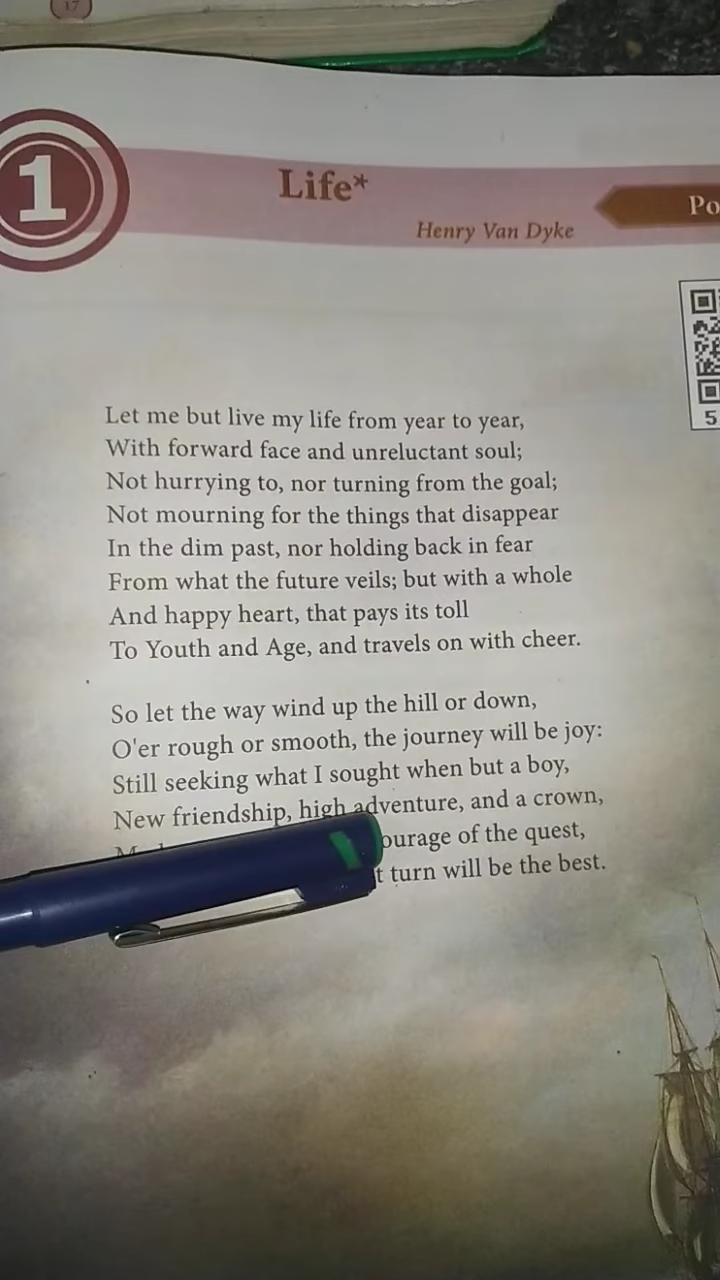 17
1
Life*
Po
Henry Van Dyke
5
Let me but live my life from year to year,
With forward face and unreluctant soul;
Not hurrying to, nor turning from the goal;
Not mourning for the things that disappear
In the dim past, nor holding back in fear
From what the future veils; but with a whole
And happy heart, that pays its toll
To Youth and Age, and travels on with cheer.
So let the way wind up the hill or down,
O'er rough or smooth, the journey will be joy:
Still seeking what I sought when but a boy,
New friendship, high adventure, and a crown,
ourage of the quest,
t turn will be the best.